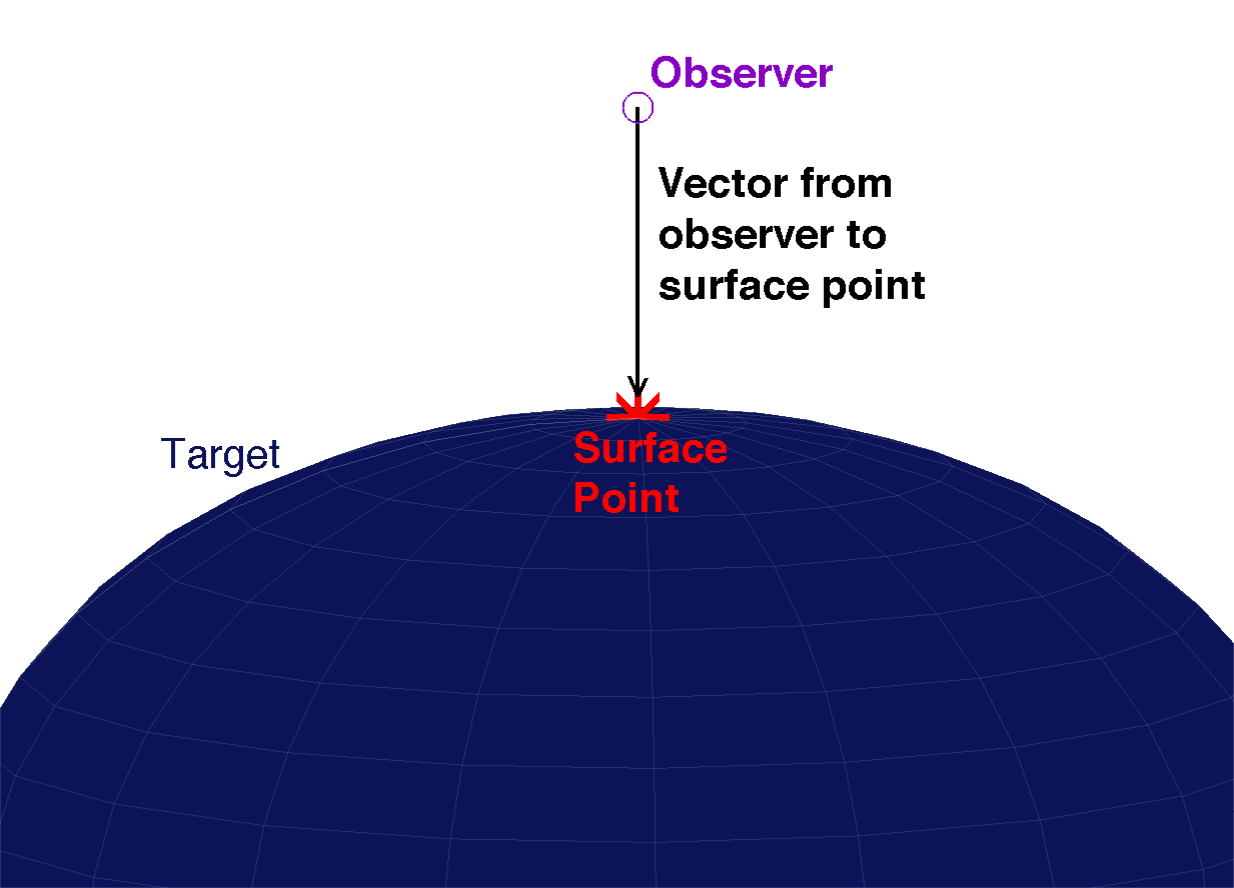 Observer
Vector from
observer to
surface point
Target
Surface
Point